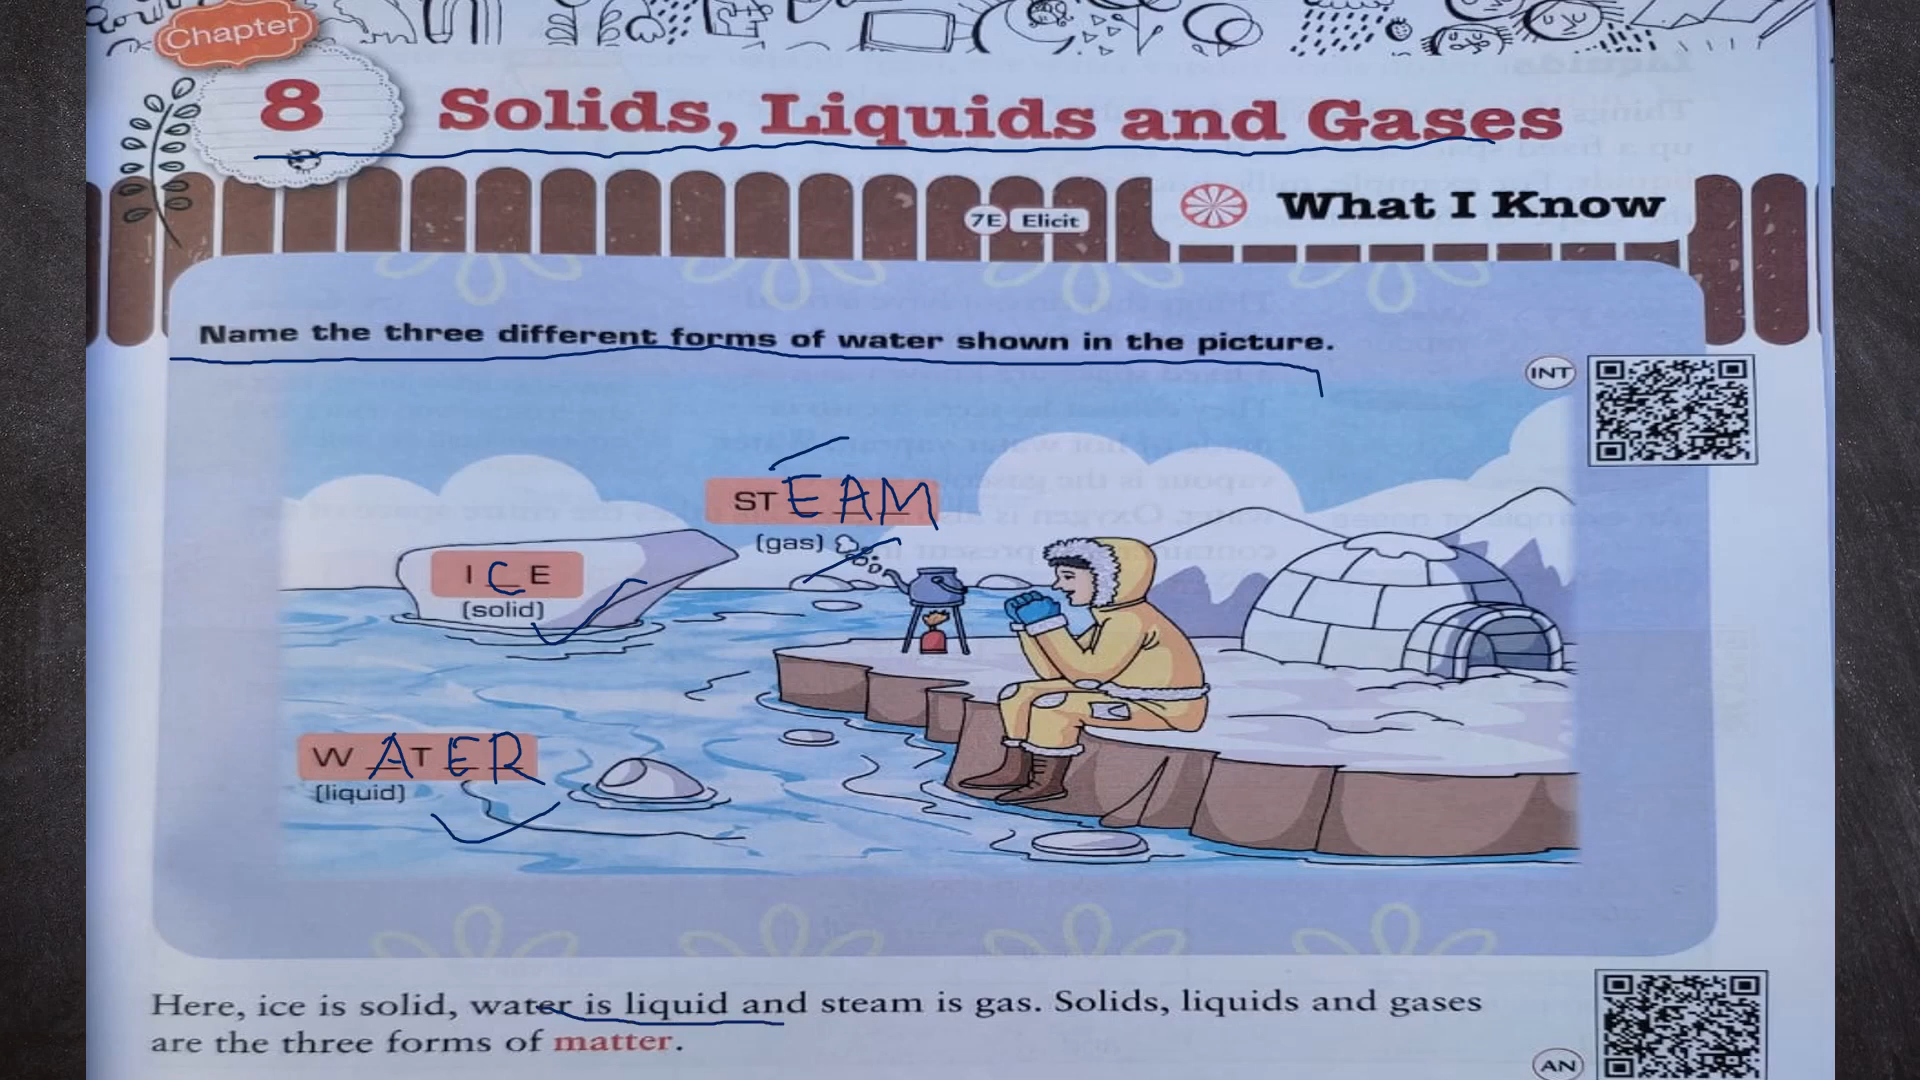 Chapter
8 Solids, Liquids and Gases
7E Elicit
What I Know
Name the three different forms of water shown in the picture.
INT
STEAM
(gas)
ICE
(solid)
WATER
(liquid)
Here, ice is solid, water is liquid and steam is gas. Solids, liquids and gases
are the three forms of matter.
AN